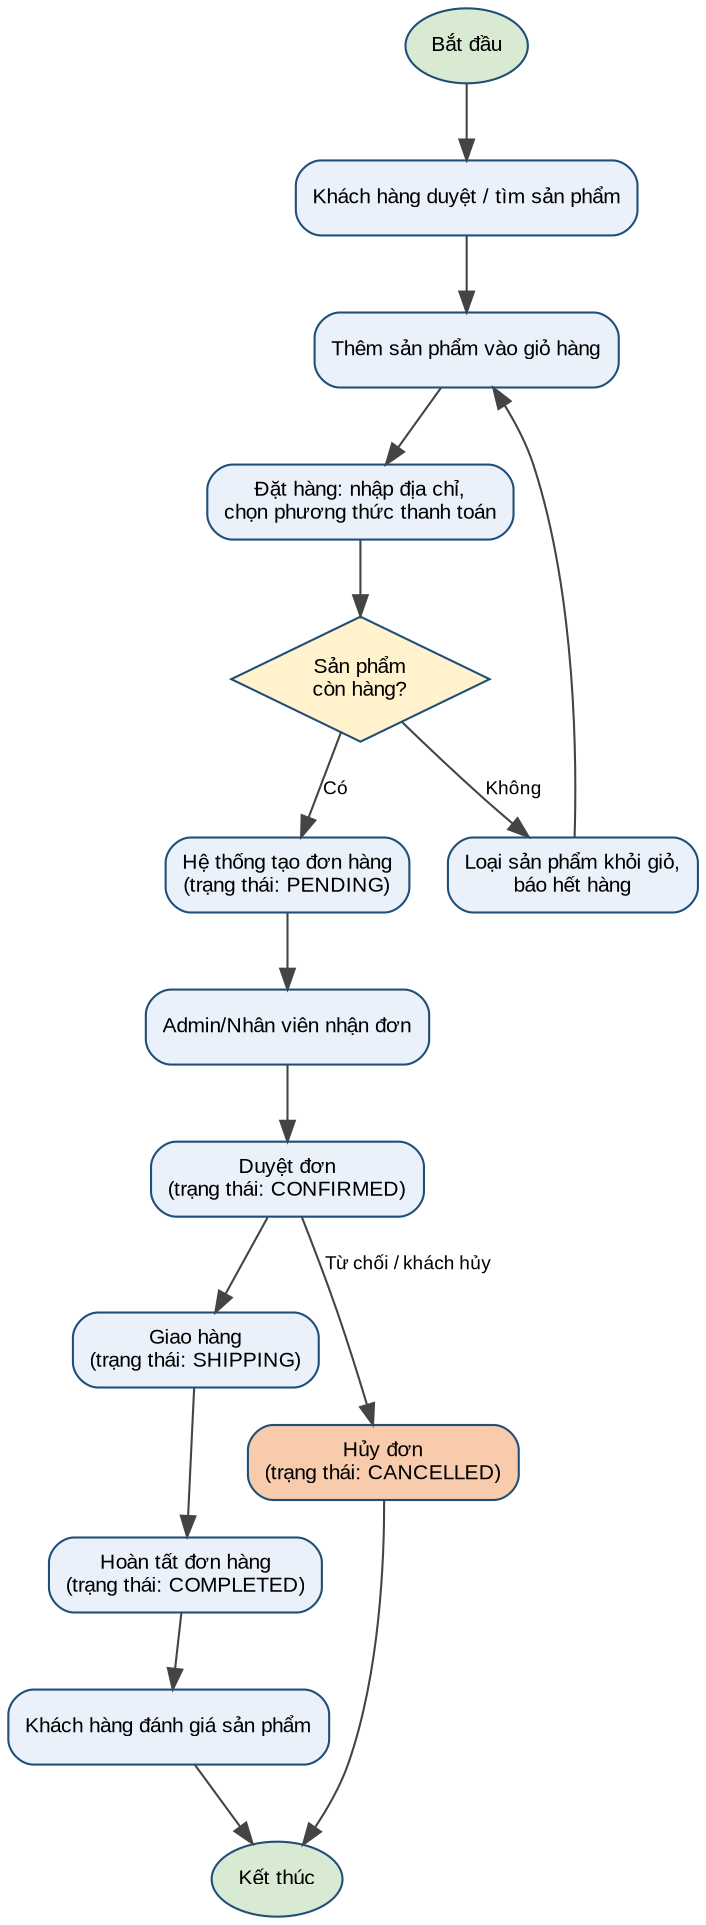 Bắt đầu
Khách hàng duyệt / tìm sản phẩm
Thêm sản phẩm vào giỏ hàng
Đặt hàng: nhập địa chỉ,
chọn phương thức thanh toán
Sản phẩm
còn hàng?
Có
Không
Hệ thống tạo đơn hàng
(trạng thái: PENDING)
Loại sản phẩm khỏi giỏ,
báo hết hàng
Admin/Nhân viên nhận đơn
Duyệt đơn
(trạng thái: CONFIRMED)
Từ chối / khách hủy
Giao hàng
(trạng thái: SHIPPING)
Hủy đơn
(trạng thái: CANCELLED)
Hoàn tất đơn hàng
(trạng thái: COMPLETED)
Khách hàng đánh giá sản phẩm
Kết thúc